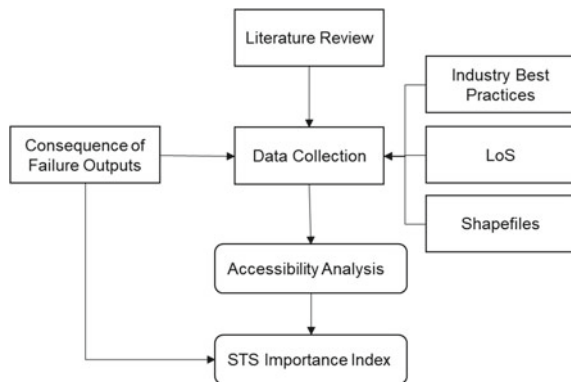 Literature Review
Industry Best
Practices
Consequence of
Failure Outputs
Data Collection
LoS
Shapefiles
Accessibility Analysis
STS Importance Index